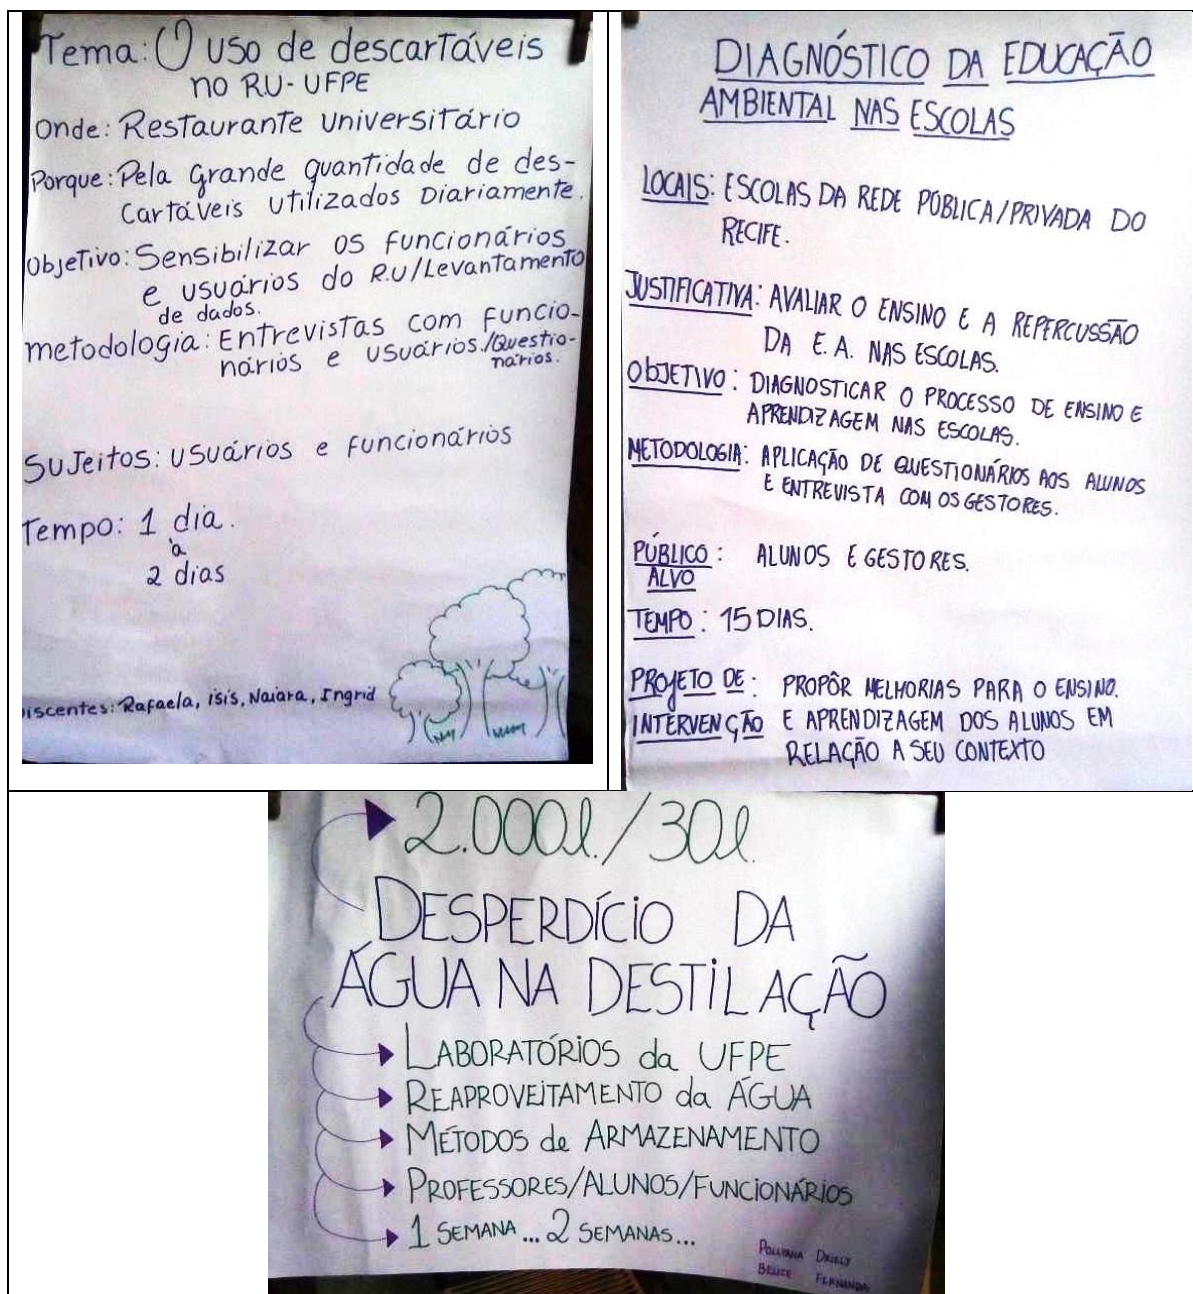 Tema: O uso de descartáveis
no RU-UFPE
Onde: Restaurante universitário
Porque: Pela Grande quantidade de des-
cartáveis utilizados Diariamente.
Objetivo: Sensibilizar os funcionários
e usuários do R.U/Levantamento
de dados.
metodologia: Entrevistas com funcio-
nários e usuários./Questio-
nários.
Sujeitos: usuários e funcionários
Tempo: 1 dia.
à
2 dias
iscentes: Rafaela, isis, Naiara, Ingrid
DIAGNÓSTICO DA EDUCAÇÃO
AMBIENTAL NAS ESCOLAS
LOCAIS: ESCOLAS DA REDE PÚBLICA/PRIVADA DO
RECIFE.
JUSTIFICATIVA: AVALIAR O ENSINO E A REPERCUSSÃO
DA E.A. NAS ESCOLAS.
OBJETIVO: DIAGNOSTICAR O PROCESSO DE ENSINO E
APRENDIZAGEM NAS ESCOLAS.
METODOLOGIA: APLICAÇÃO DE QUESTIONÁRIOS AOS ALUNOS
E ENTREVISTA COM OS GESTORES.
PÚBLICO: ALUNOS E GESTORES.
ALVO
TEMPO: 15 DIAS.
PROJETO DE: PROPÔR MELHORIAS PARA O ENSINO.
INTERVENÇÃO E APRENDIZAGEM DOS ALUNOS EM
RELAÇÃO A SEU CONTEXTO
2.000l./30l.
DESPERDÍCIO DA
ÁGUA NA DESTILAÇÃO
LABORATÓRIOS da UFPE
REAPROVEITAMENTO da ÁGUA
MÉTODOS de ARMAZENAMENTO
PROFESSORES/ALUNOS/FUNCIONÁRIOS
1 SEMANA... 2 SEMANAS...
POLLYANA DRIELY
FERNANDA